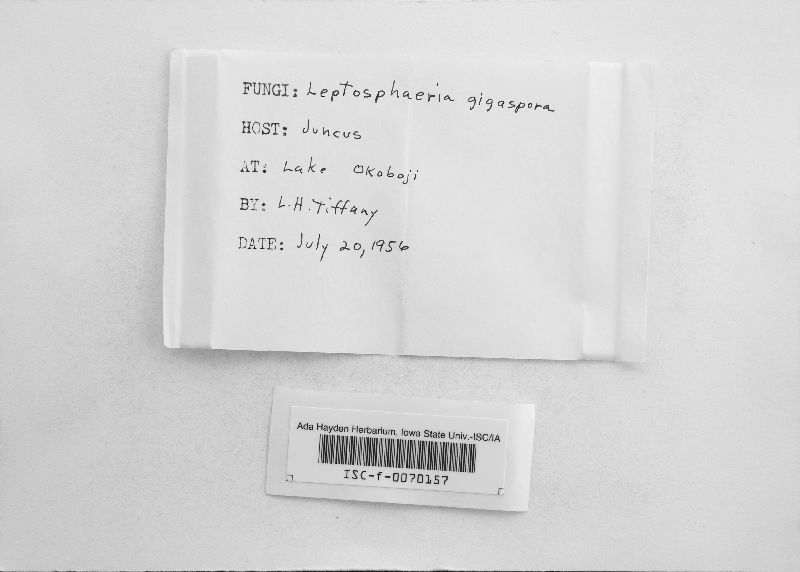 FUNGI: Leptosphaeria gigaspora
HOST: Juncus
AT: Lake Okoboji
BY: L.H. Tiffany
DATE: July 20, 1956
Ada Hayden Herbarium, Iowa State Univ.-ISC/IA
ISC-f-0070157